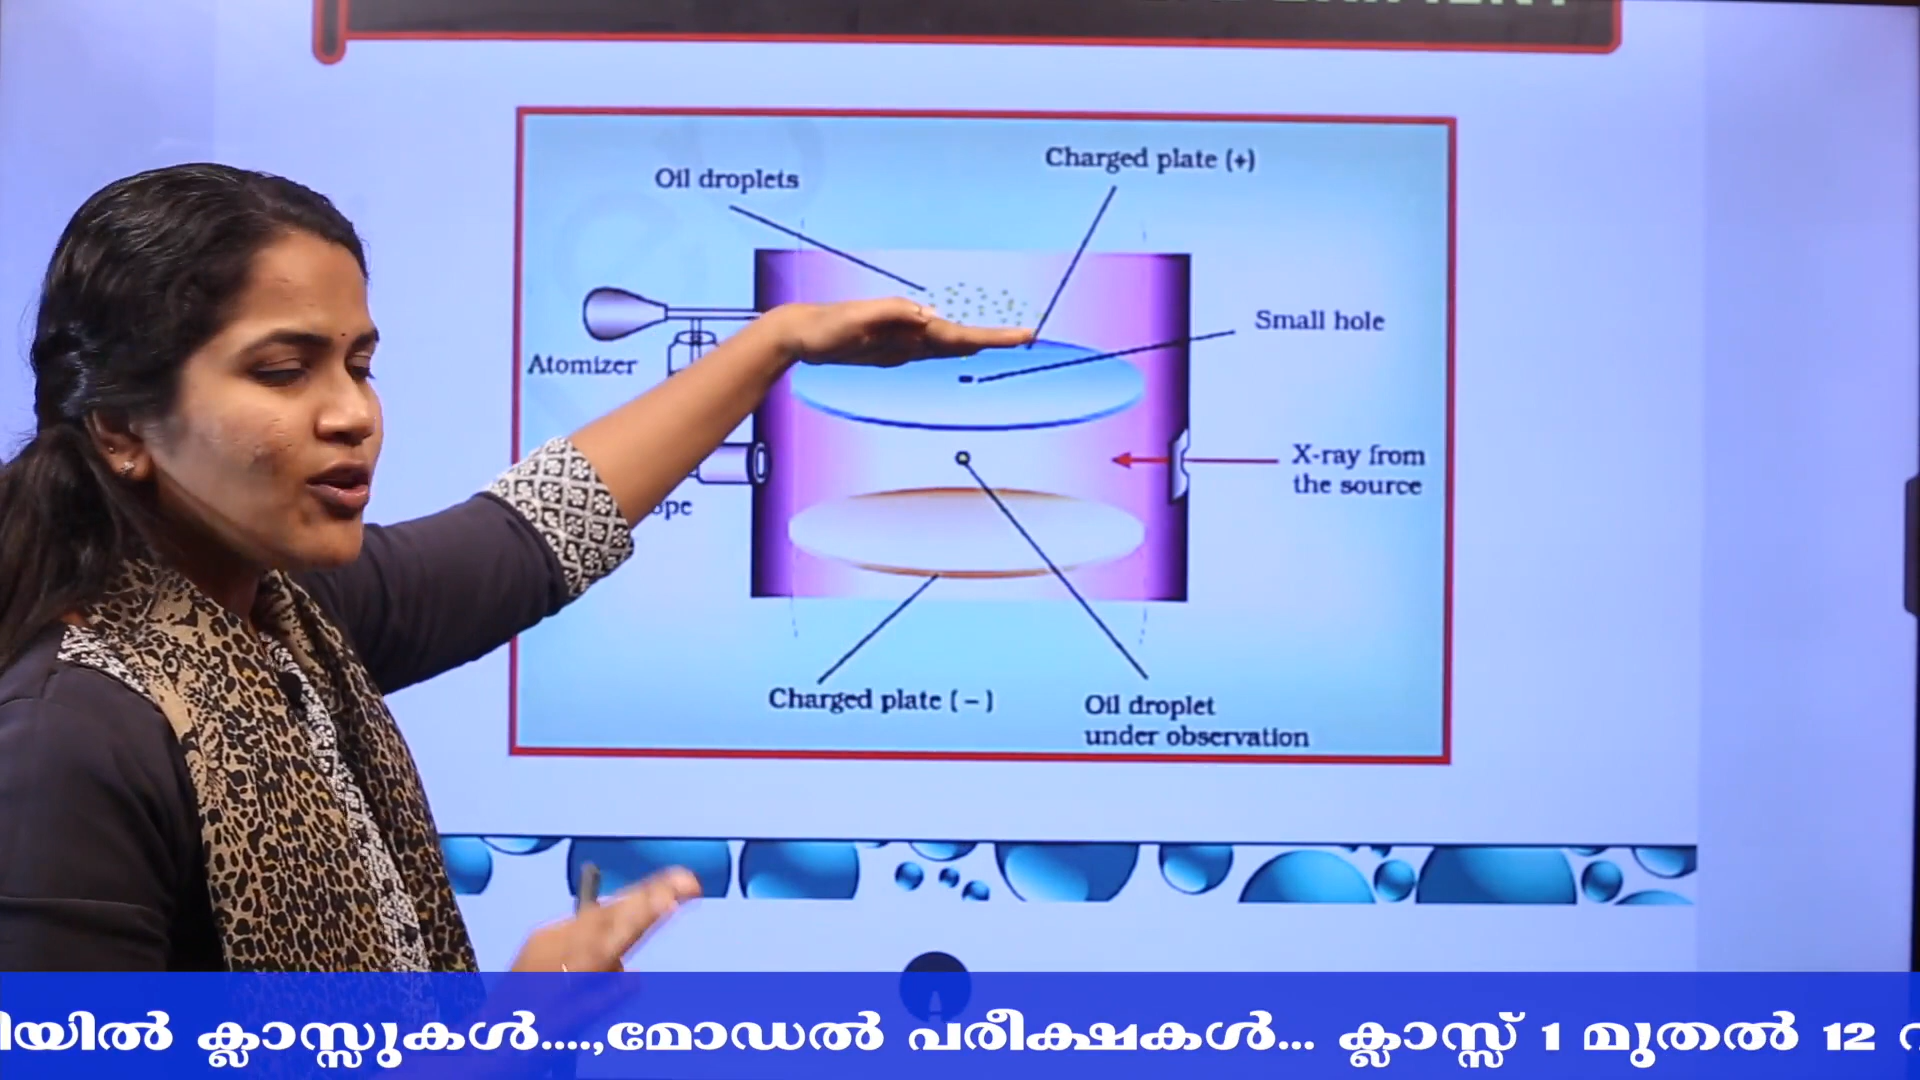 Oil droplets
Charged plate (+)
Small hole
Atomizer
X-ray from
the source
Charged plate (-)
Oil droplet
under observation
ക്ലാസ്സുകൾ....,മോഡൽ പരീക്ഷകൾ... ക്ലാസ്സ് 1 മുതൽ 12